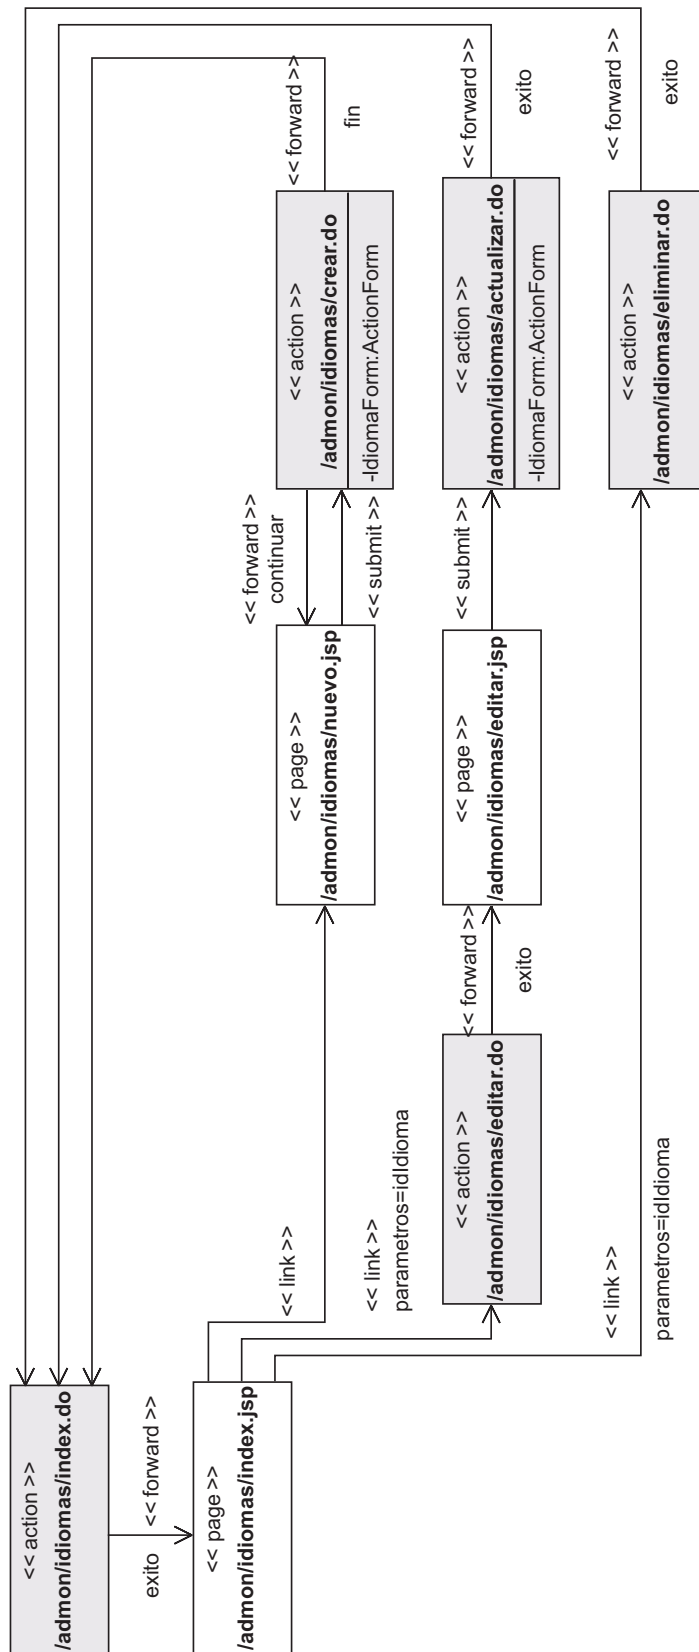 << action >>
/admon/idiomas/index.do
exito
<< forward >>
<< page >>
/admon/idiomas/index.jsp
<< link >>
<< page >>
/admon/idiomas/nuevo.jsp
<< forward >>
continuar
<< submit >>
<< action >>
/admon/idiomas/crear.do
-IdiomaForm:ActionForm
<< forward >>
fin
<< link >>
parametros=idIdioma
<< action >>
/admon/idiomas/editar.do
<< forward >>
exito
<< page >>
/admon/idiomas/editar.jsp
<< submit >>
<< action >>
/admon/idiomas/actualizar.do
-IdiomaForm:ActionForm
<< forward >>
exito
<< link >>
parametros=idIdioma
<< action >>
/admon/idiomas/eliminar.do
<< forward >>
exito